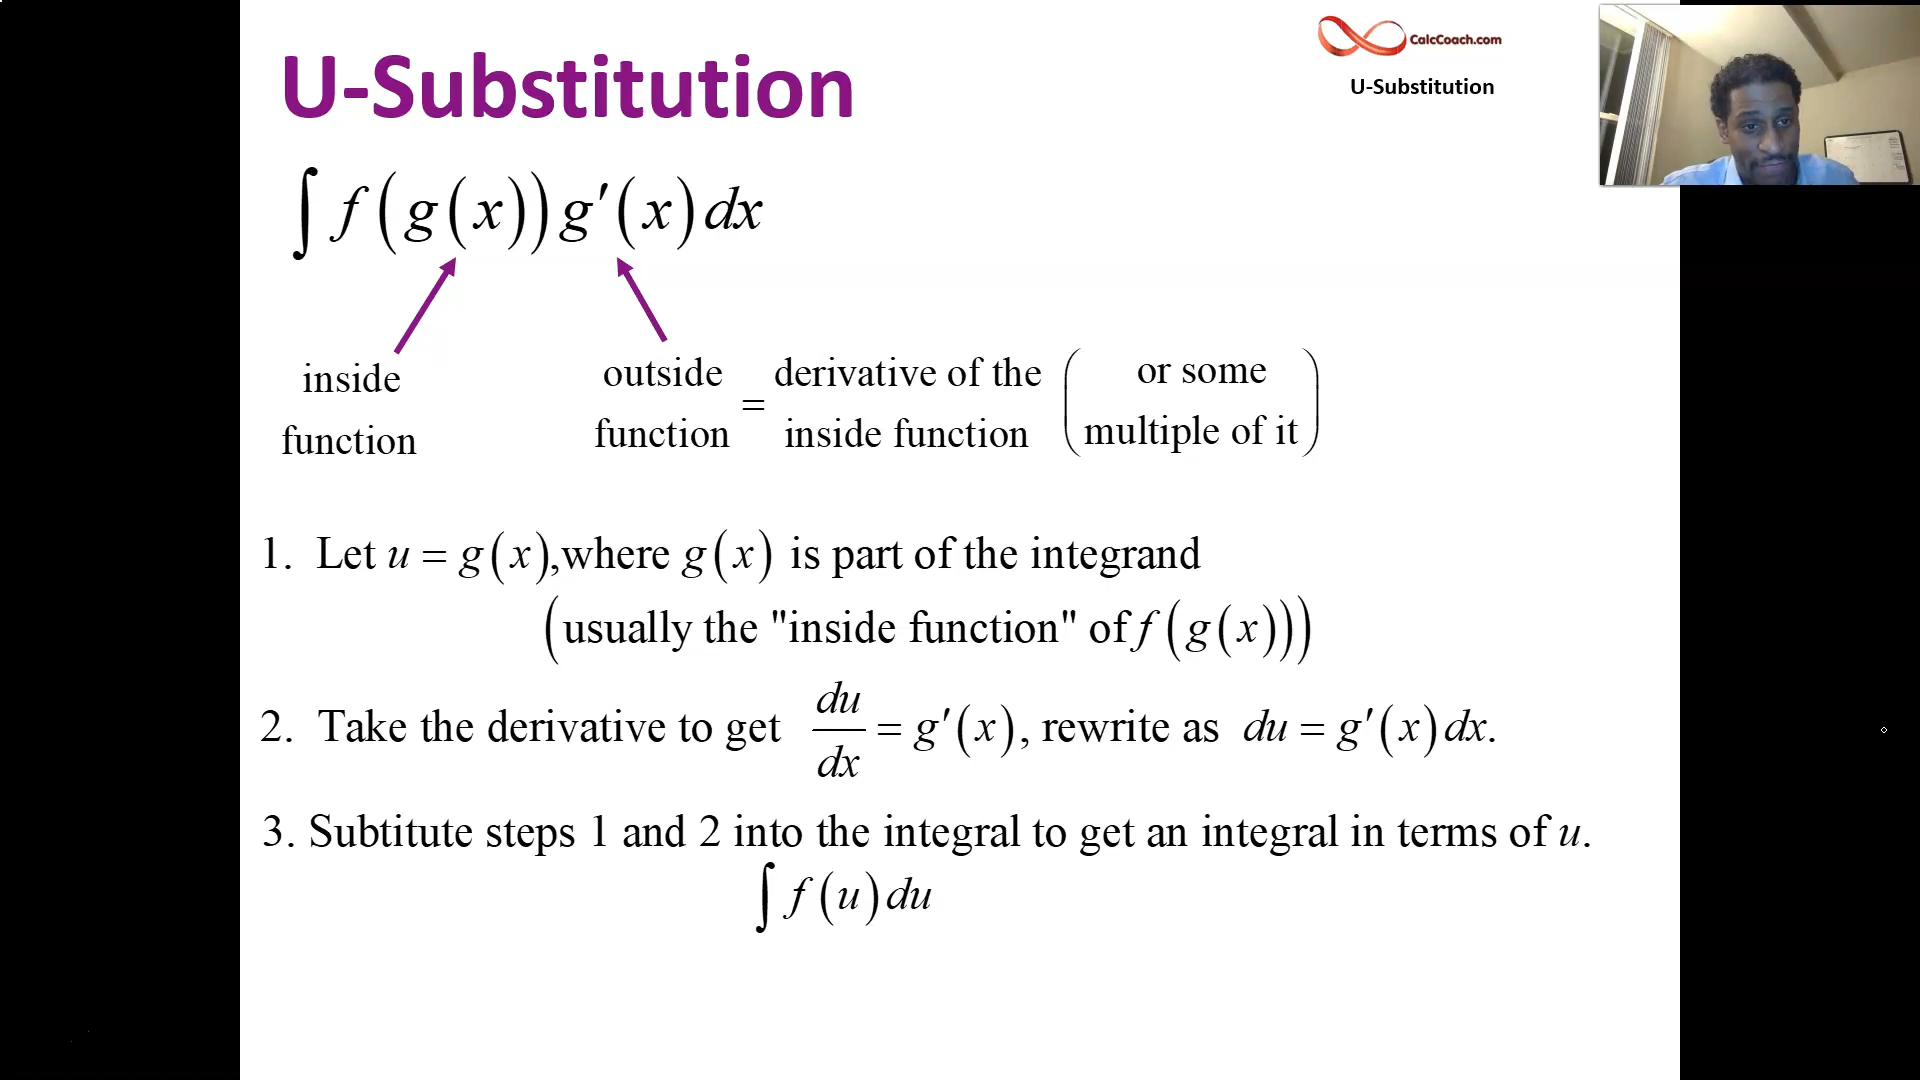 U-Substitution
CalcCoach.com
U-Substitution
∫ f(g(x))g′(x)dx
inside
function
outside
function
=
derivative of the
inside function
(or some
multiple of it)
1. Let u = g(x),where g(x) is part of the integrand
(usually the "inside function" of f(g(x)))
2. Take the derivative to get du/dx = g′(x), rewrite as du = g′(x)dx.
3. Subtitute steps 1 and 2 into the integral to get an integral in terms of u.
∫ f(u)du